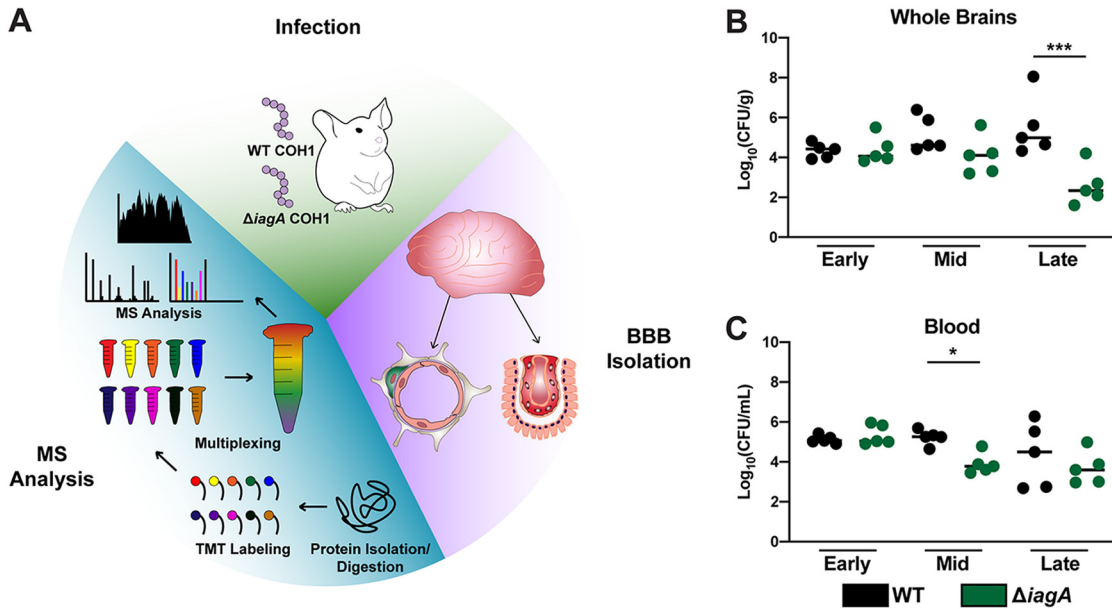 A
Infection
WT COH1
ΔiagA COH1
MS Analysis
Multiplexing
TMT Labeling
Protein Isolation/
Digestion
MS
Analysis
BBB
Isolation
B
Whole Brains
Log10(CFU/g)
10
8
6
4
2
0
***
Early
Mid
Late
C
Blood
Log10(CFU/mL)
10
8
6
4
2
0
*
Early
Mid
Late
WT
ΔiagA